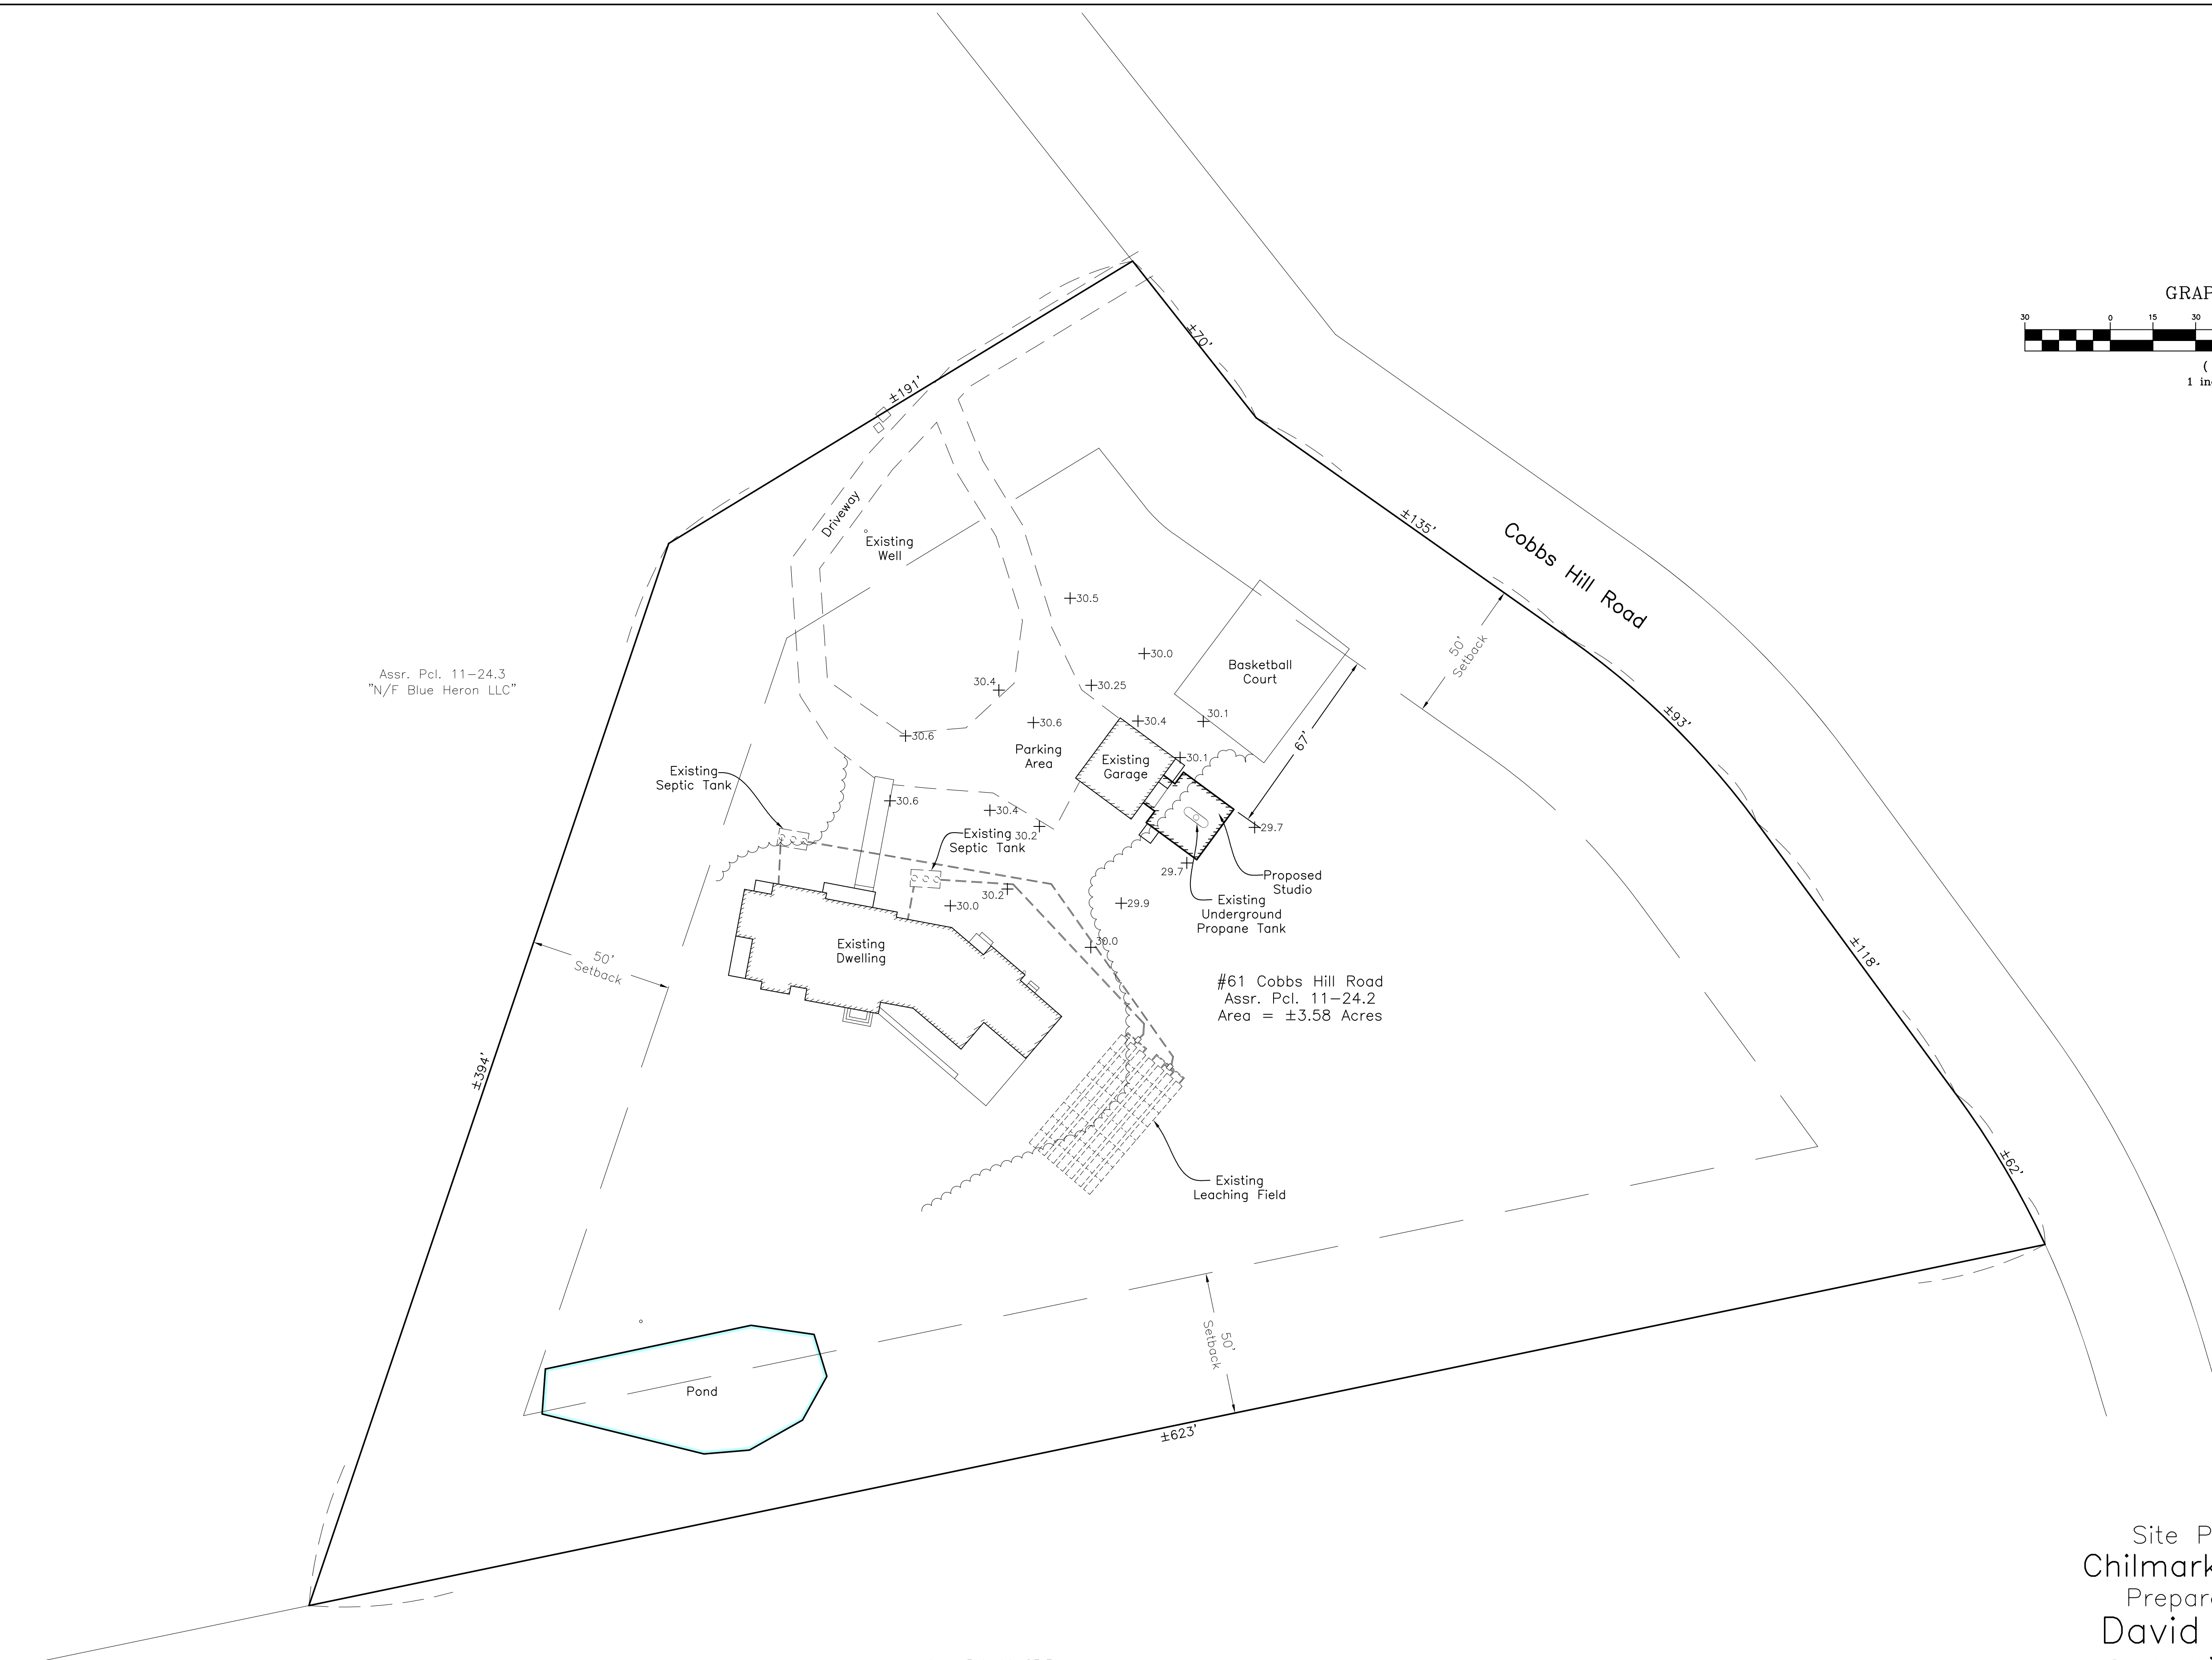 GRAP
30 0 15 30
(
1 in
±70'
±191'
±135'
Cobbs Hill Road
Driveway
Existing
Well
50'
Setback
30.5
30.0
Basketball
Court
Assr. Pcl. 11-24.3
"N/F Blue Heron LLC"
30.4
30.25
30.1
30.4
±93'
30.6
30.6
67'
Parking
Area
30.1
Existing
Garage
Existing
Septic Tank
30.6
30.4
30.2
29.7
Existing
Septic Tank
29.7
Proposed
Studio
30.2
30.0
29.9
Existing
Underground
Propane Tank
30.0
Existing
Dwelling
±118'
50'
Setback
#61 Cobbs Hill Road
Assr. Pcl. 11-24.2
Area = ±3.58 Acres
±394'
±62'
Existing
Leaching Field
50'
Setback
Pond
±623'
Site P
Chilmark
Prepar
David